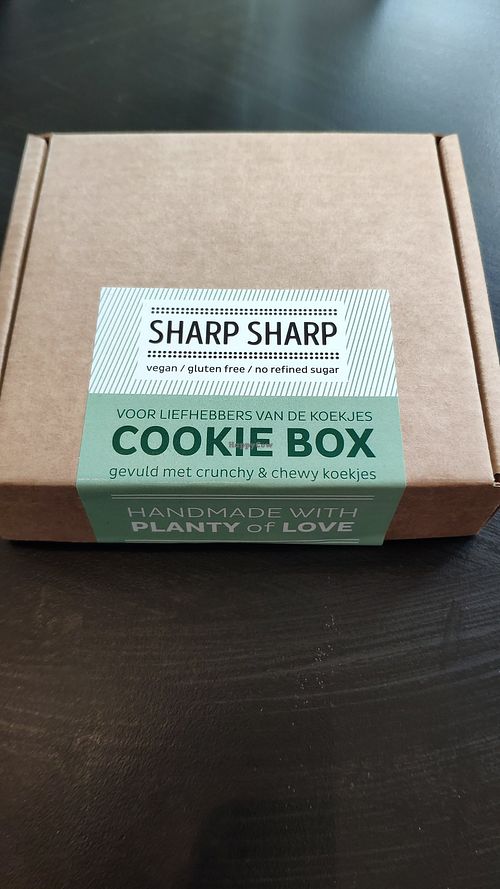 SHARP SHARP
vegan / gluten free / no refined sugar
VOOR LIEFHEBBERS VAN DE KOEKJES
COOKIE BOX
HappyCow
gevuld met crunchy & chewy koekjes
HANDMADE WITH
PLANTY of LOVE